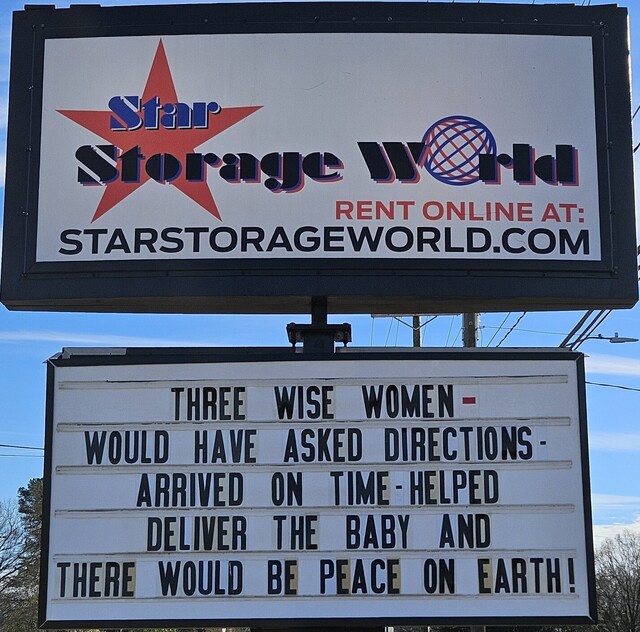 Star
Storage World
RENT ONLINE AT:
STARSTORAGEWORLD.COM
THREE WISE WOMEN-
WOULD HAVE ASKED DIRECTIONS-
ARRIVED ON TIME-HELPED
DELIVER THE BABY AND
THERE WOULD BE PEACE ON EARTH!